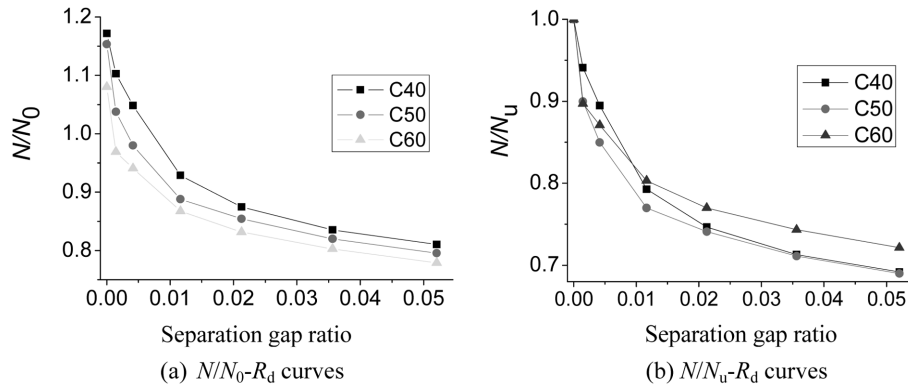 1.2
1.1
1.0
0.9
0.8
N/N0
C40
C50
C60
0.00 0.01 0.02 0.03 0.04 0.05
Separation gap ratio
(a) N/N0-Rd curves
1.0
0.9
0.8
0.7
N/Nu
C40
C50
C60
0.00 0.01 0.02 0.03 0.04 0.05
Separation gap ratio
(b) N/Nu-Rd curves